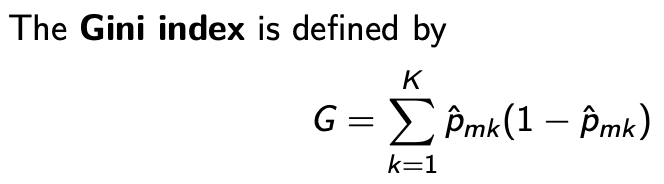 The Gini index is defined by
G = \sum_{k=1}^{K} \hat{p}_{mk}(1 - \hat{p}_{mk})